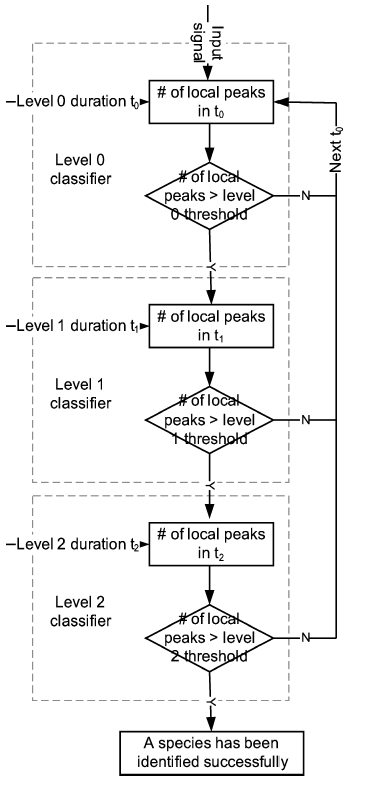 Input
signal
Level 0 duration t₀
# of local peaks
in t₀
Next t₀
Level 0
classifier
# of local
peaks > level
0 threshold
N
Y
Level 1 duration t₁
# of local peaks
in t₁
Level 1
classifier
# of local
peaks > level
1 threshold
N
Y
Level 2 duration t₂
# of local peaks
in t₂
Level 2
classifier
# of local
peaks > level
2 threshold
N
Y
A species has been
identified successfully